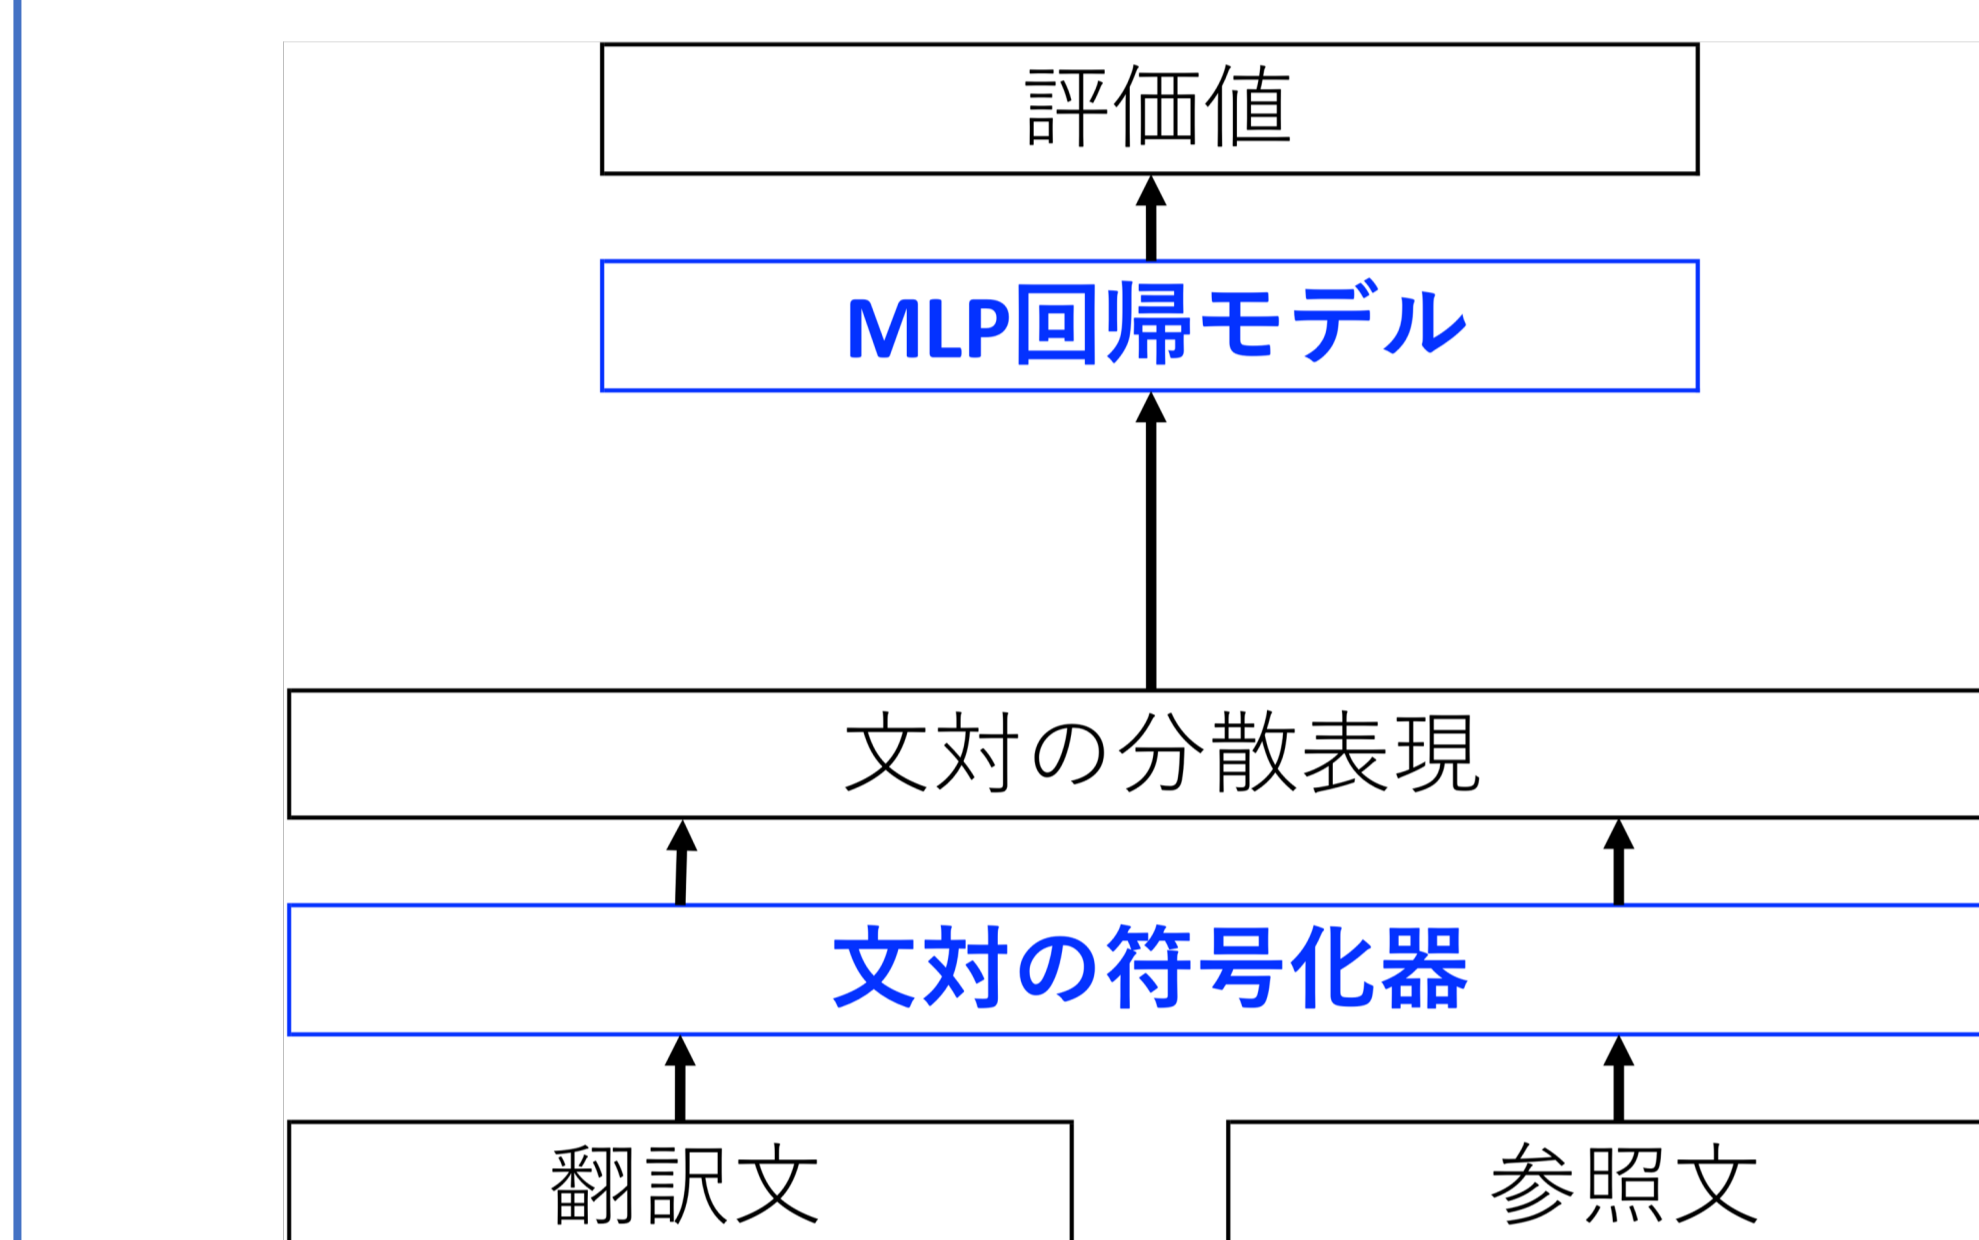 評価値
MLP回帰モデル
文対の分散表現
文対の符号化器
翻訳文
参照文